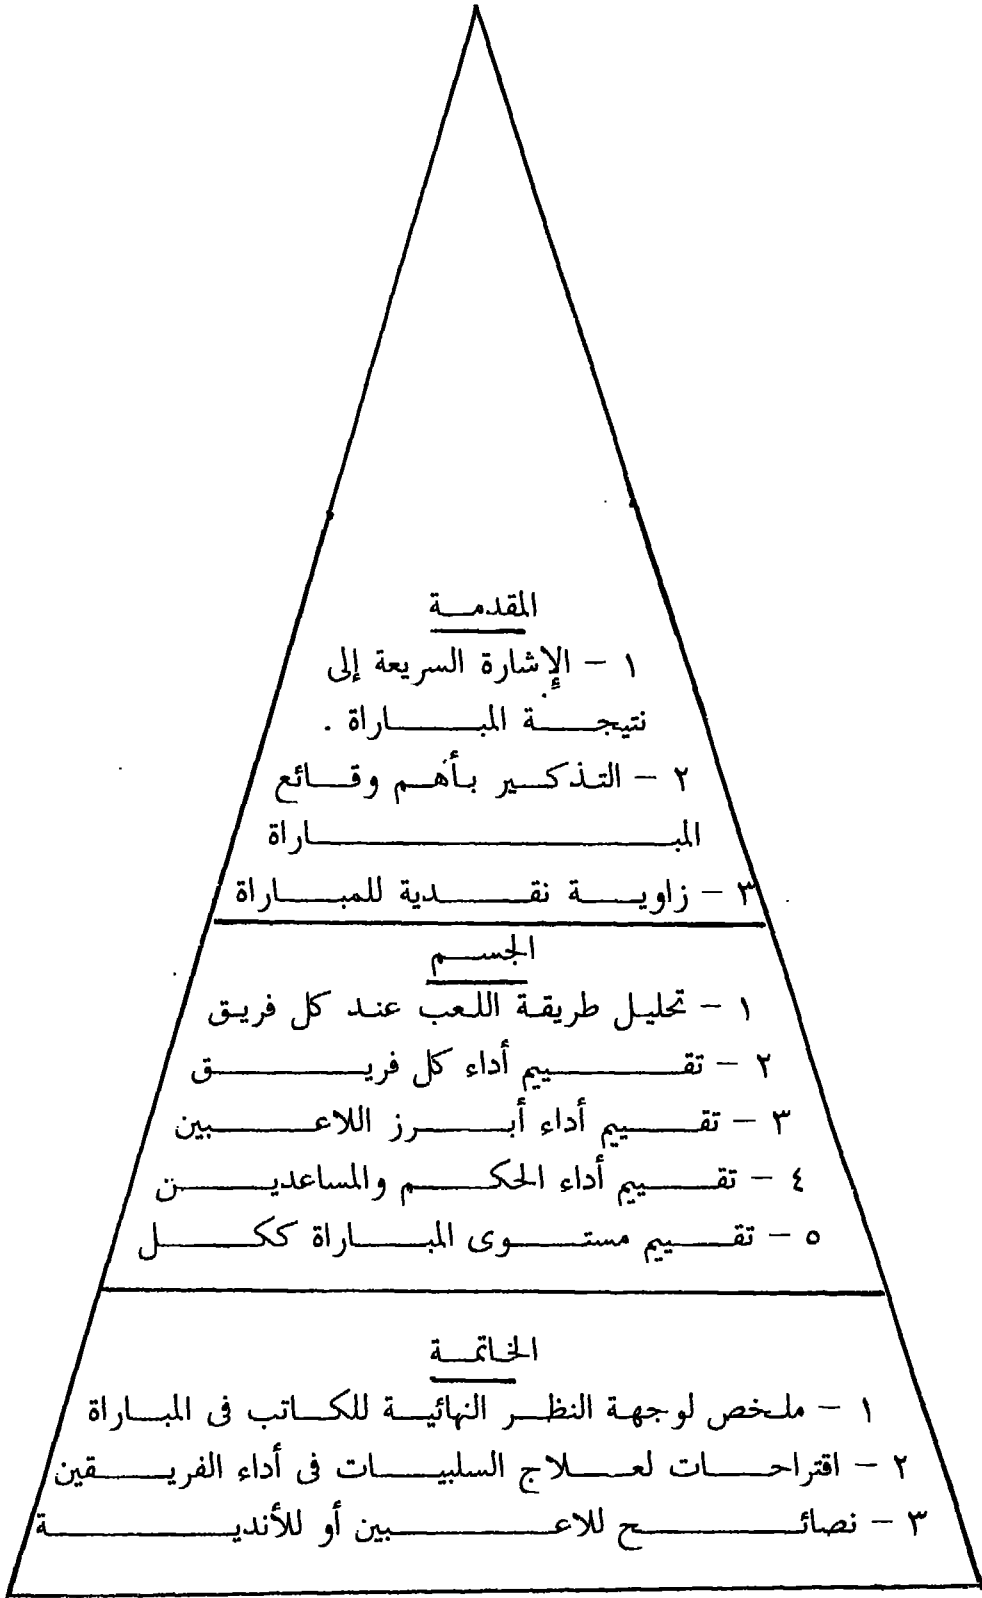 المقدمة
١ - الإشارة السريعة إلى
نتيجة المباراة .
٢ - التذكير بأهم وقائع
المباراة
٣ - زاوية نقدية للمباراة
الجسم
١ - تحليل طريقة اللعب عند كل فريق
٢ - تقييم أداء كل فريق
٣ - تقييم أداء أبرز اللاعبين
٤ - تقييم أداء الحكم والمساعدين
٥ - تقييم مستوى المباراة ككل
الخاتمة
١ - ملخص لوجهة النظر النهائية للكاتب فى المباراة
٢ - اقتراحات لعلاج السلبيات فى أداء الفريقين
٣ - نصائح للاعبين أو للأندية